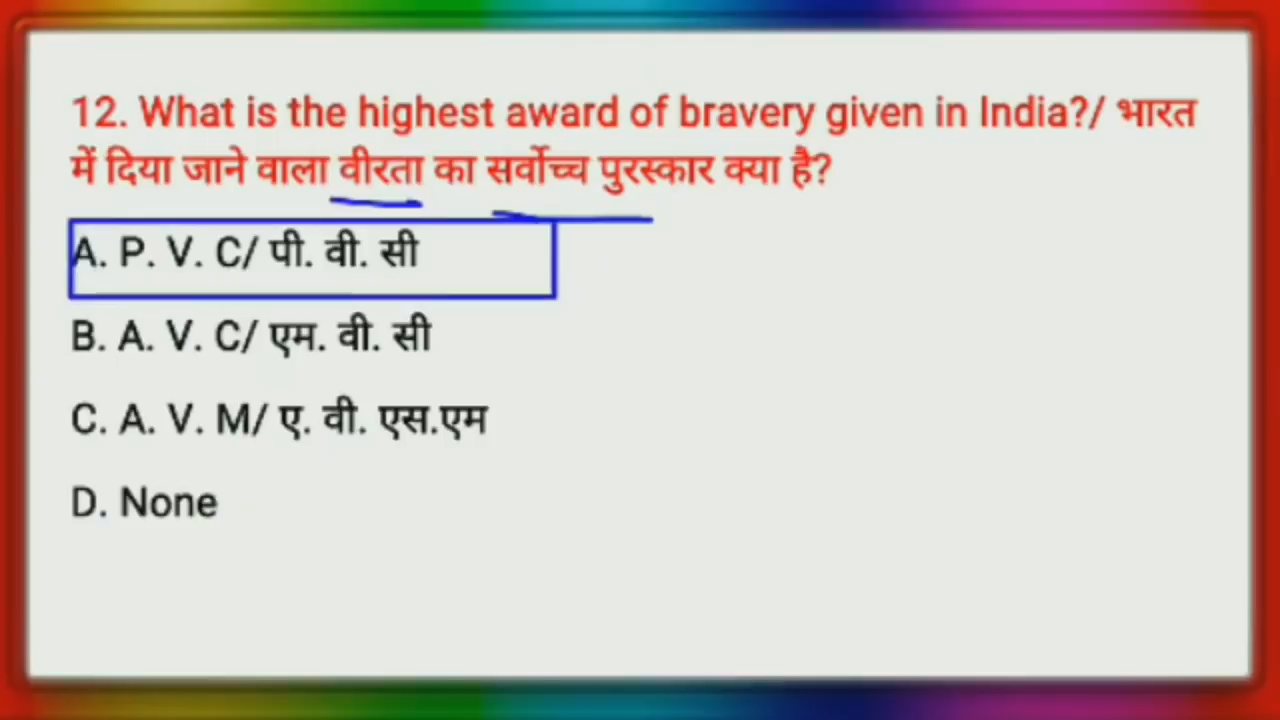 12. What is the highest award of bravery given in India?/ भारत
में दिया जाने वाला वीरता का सर्वोच्च पुरस्कार क्या है?
A. P. V. C/ पी. वी. सी
B. A. V. C/ एम. वी. सी
C. A. V. M/ ए. वी. एस.एम
D. None